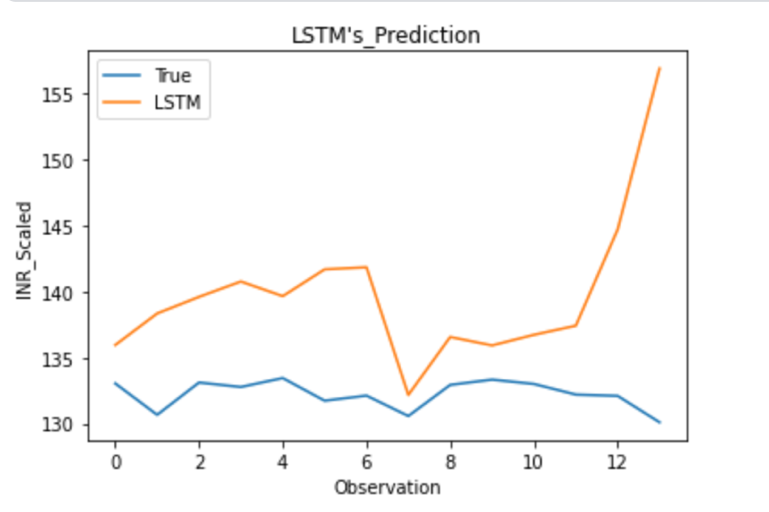 LSTM's_Prediction
True
LSTM
155
150
145
140
135
130
INR_Scaled
0 2 4 6 8 10 12
Observation